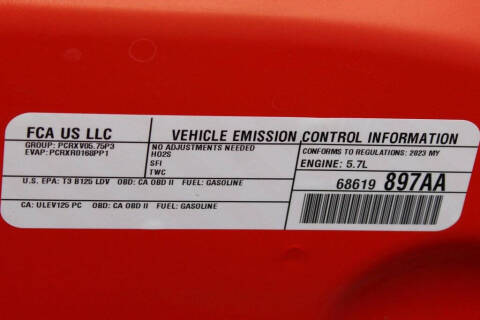 FCA US LLC
GROUP: PCRXV05.75P3
EVAP: PCRXR0168PP1
VEHICLE EMISSION CONTROL INFORMATION
NO ADJUSTMENTS NEEDED
HO2S
SFI
TWC
CONFORMS TO REGULATIONS: 2023 MY
ENGINE: 5.7L
U.S. EPA: T3 B125 LDV OBD: CA OBD II FUEL: GASOLINE
68619 897AA
CA: ULEV125 PC OBD: CA OBD II FUEL: GASOLINE